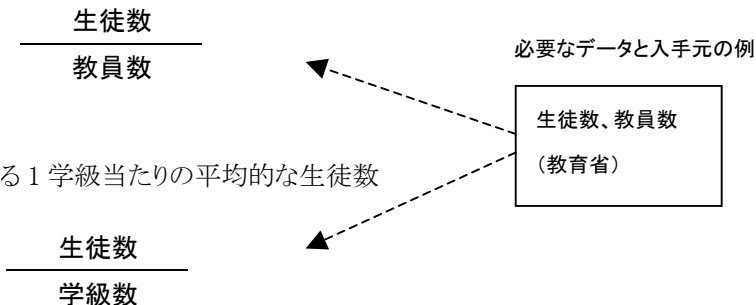 生徒数
教員数
必要なデータと入手元の例
生徒数、教員数
（教育省）
る1学級当たりの平均的な生徒数
生徒数
学級数